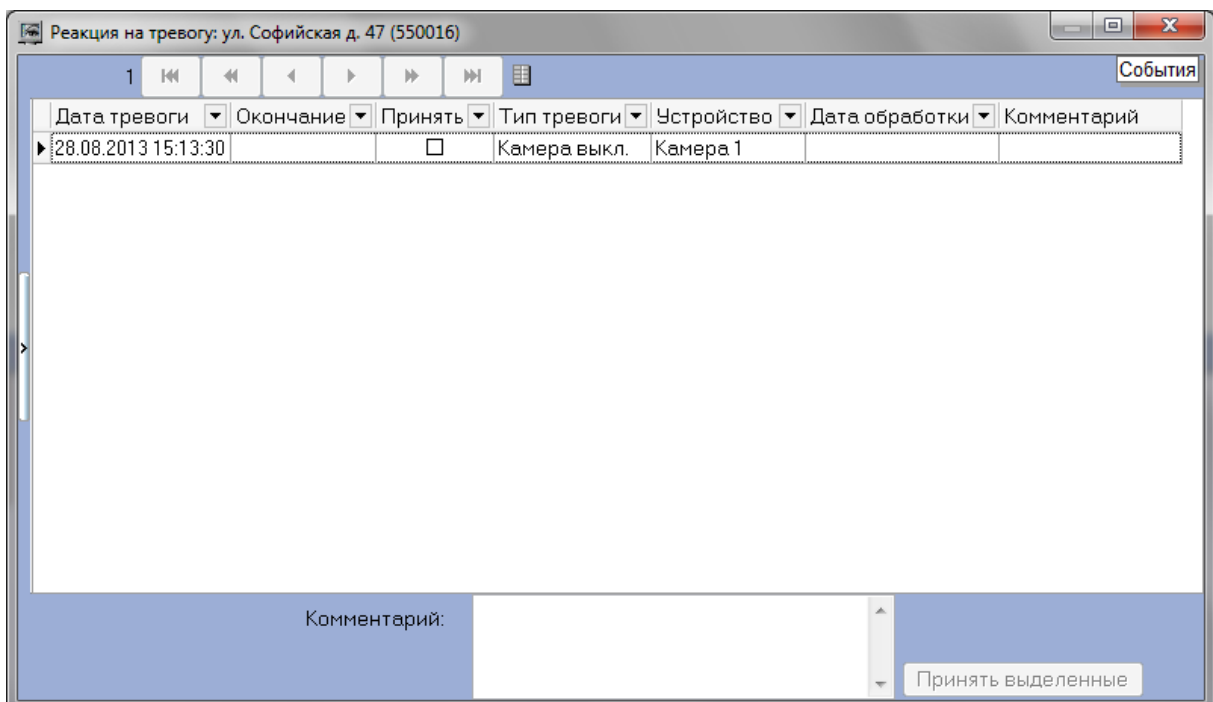 Реакция на тревогу: ул. Софийская д. 47 (550016)
1
События
Дата тревоги Окончание Принять Тип тревоги Устройство Дата обработки Комментарий
28.08.2013 15:13:30 Камера выкл. Камера 1
Комментарий:
Принять выделенные